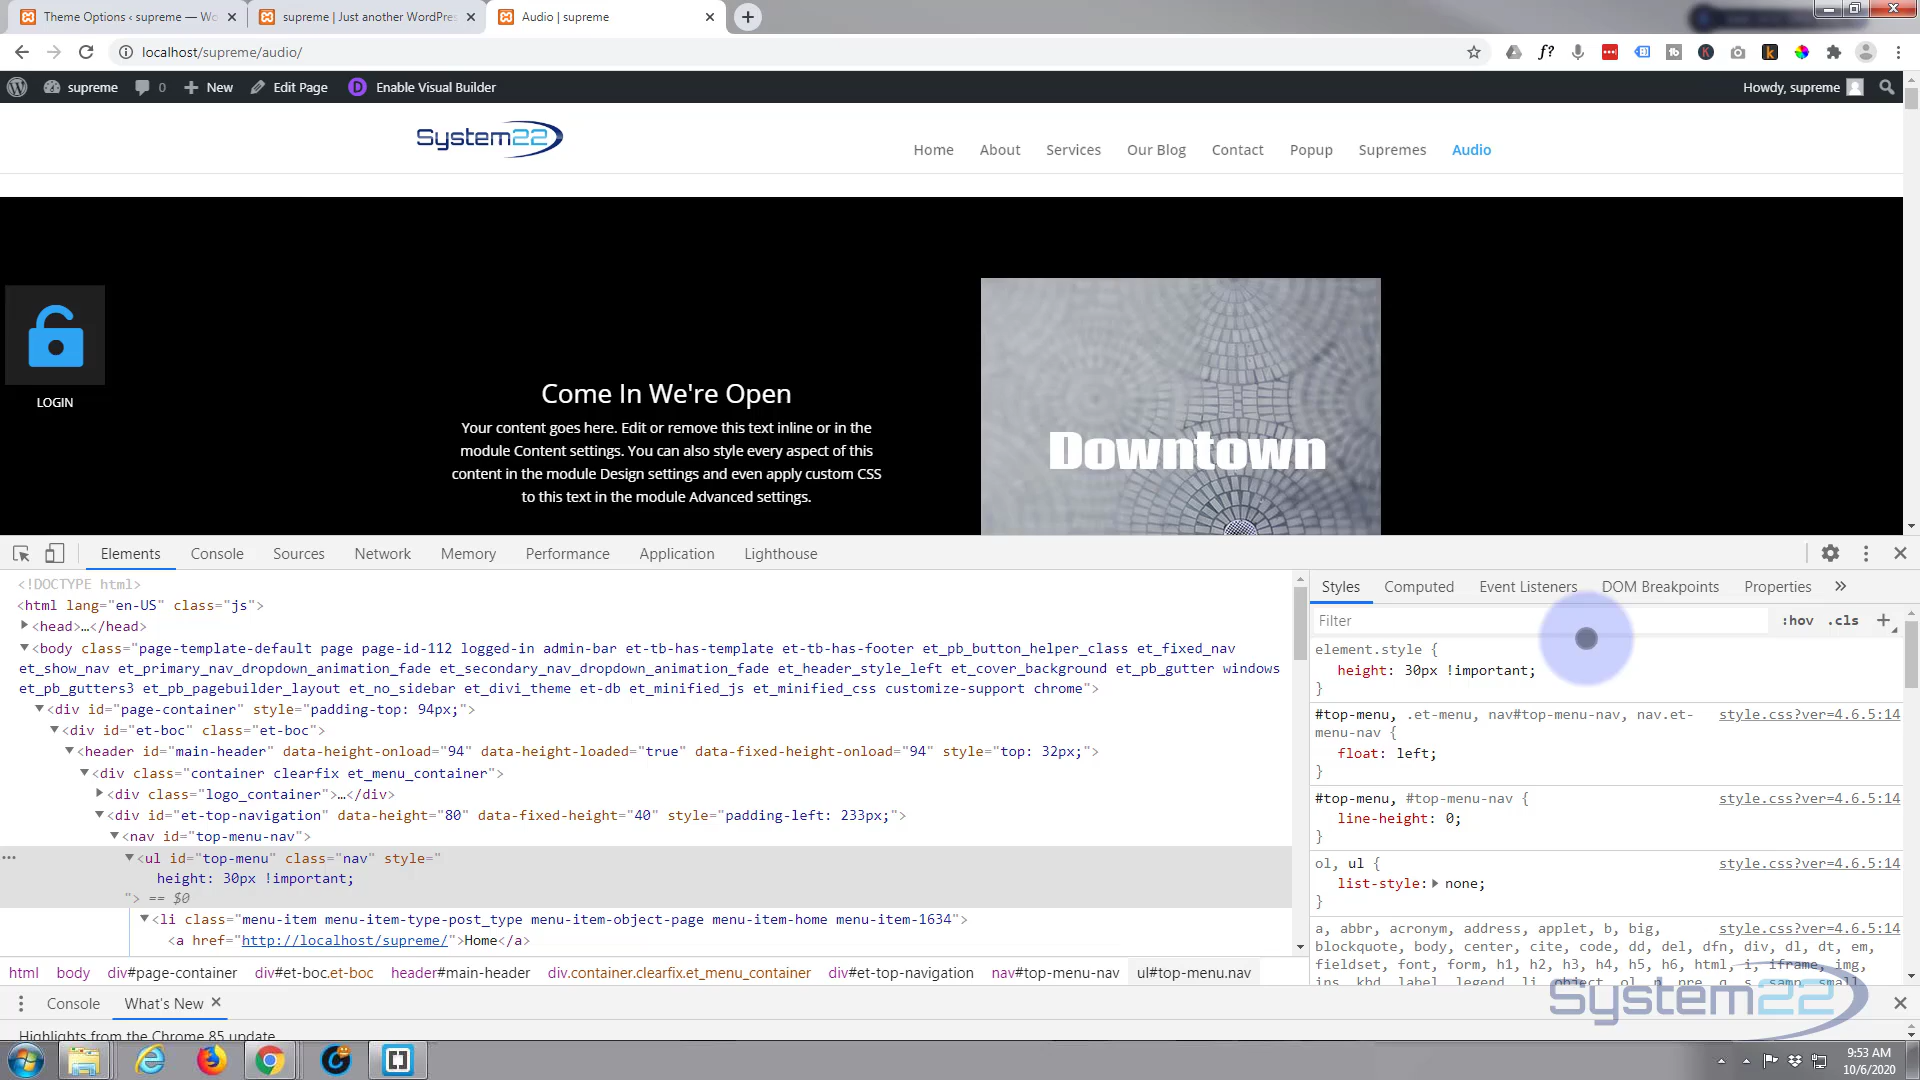 Theme Options ‹ supreme — Wo
supreme | Just another WordPres
Audio | supreme
localhost/supreme/audio/
supreme 0 New Edit Page D Enable Visual Builder Howdy, supreme
System22
Home About Services Our Blog Contact Popup Supremes Audio
LOGIN
Come In We're Open
Your content goes here. Edit or remove this text inline or in the
module Content settings. You can also style every aspect of this
content in the module Design settings and even apply custom CSS
to this text in the module Advanced settings.
Downtown
Elements Console Sources Network Memory Performance Application Lighthouse
<!DOCTYPE html>
<html lang="en-US" class="js">
<head>…</head>
<body class="page-template-default page page-id-112 logged-in admin-bar et-tb-has-template et-tb-has-footer et_pb_button_helper_class et_fixed_nav
et_show_nav et_primary_nav_dropdown_animation_fade et_secondary_nav_dropdown_animation_fade et_header_style_left et_cover_background et_pb_gutter windows
et_pb_gutters3 et_pb_pagebuilder_layout et_no_sidebar et_divi_theme et-db et_minified_js et_minified_css customize-support chrome">
<div id="page-container" style="padding-top: 94px;">
<div id="et-boc" class="et-boc">
<header id="main-header" data-height-onload="94" data-height-loaded="true" data-fixed-height-onload="94" style="top: 32px;">
<div class="container clearfix et_menu_container">
<div class="logo_container">…</div>
<div id="et-top-navigation" data-height="80" data-fixed-height="40" style="padding-left: 233px;">
<nav id="top-menu-nav">
<ul id="top-menu" class="nav" style="
height: 30px !important;
"> == $0
<li class="menu-item menu-item-type-post_type menu-item-object-page menu-item-home menu-item-1634">
<a href="http://localhost/supreme/">Home</a>
html body div#page-container div#et-boc.et-boc header#main-header div.container.clearfix.et_menu_container div#et-top-navigation nav#top-menu-nav ul#top-menu.nav
Styles Computed Event Listeners DOM Breakpoints Properties »
Filter :hov .cls +
element.style {
height: 30px !important;
}
#top-menu, .et-menu, nav#top-menu-nav, nav.et- style.css?ver=4.6.5:14
menu-nav {
float: left;
}
#top-menu, #top-menu-nav { style.css?ver=4.6.5:14
line-height: 0;
}
ol, ul { style.css?ver=4.6.5:14
list-style: none;
}
a, abbr, acronym, address, applet, b, big, style.css?ver=4.6.5:14
blockquote, body, center, cite, code, dd, del, dfn, div, dl, dt, em,
fieldset, font, form, h1, h2, h3, h4, h5, h6, html, i, iframe, img,
ins, kbd, label, legend, li, object, ol, p, pre, q, s, samp, small,
System22
Console What's New
Highlights from the Chrome 85 update
9:53 AM
10/6/2020